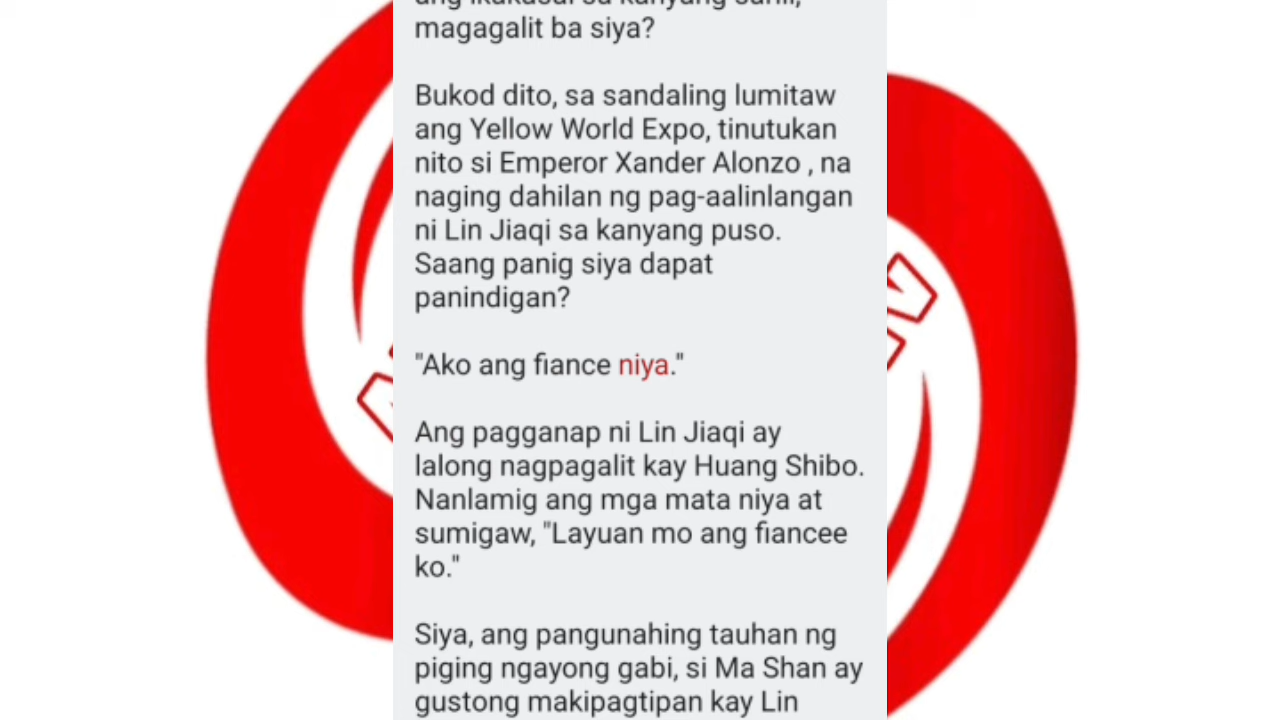 magagalit ba siya?
Bukod dito, sa sandaling lumitaw
ang Yellow World Expo, tinutukan
nito si Emperor Xander Alonzo , na
naging dahilan ng pag-aalinlangan
ni Lin Jiaqi sa kanyang puso.
Saang panig siya dapat
panindigan?
"Ako ang fiance niya."
Ang pagganap ni Lin Jiaqi ay
lalong nagpagalit kay Huang Shibo.
Nanlamig ang mga mata niya at
sumigaw, "Layuan mo ang fiancee
ko."
Siya, ang pangunahing tauhan ng
piging ngayong gabi, si Ma Shan ay
gustong makipagtipan kay Lin